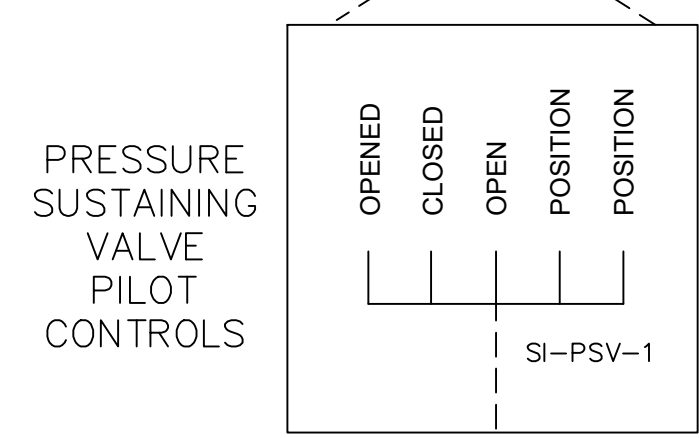 PRESSURE
SUSTAINING
VALVE
PILOT
CONTROLS
OPENED
CLOSED
OPEN
POSITION
POSITION
SI-PSV-1